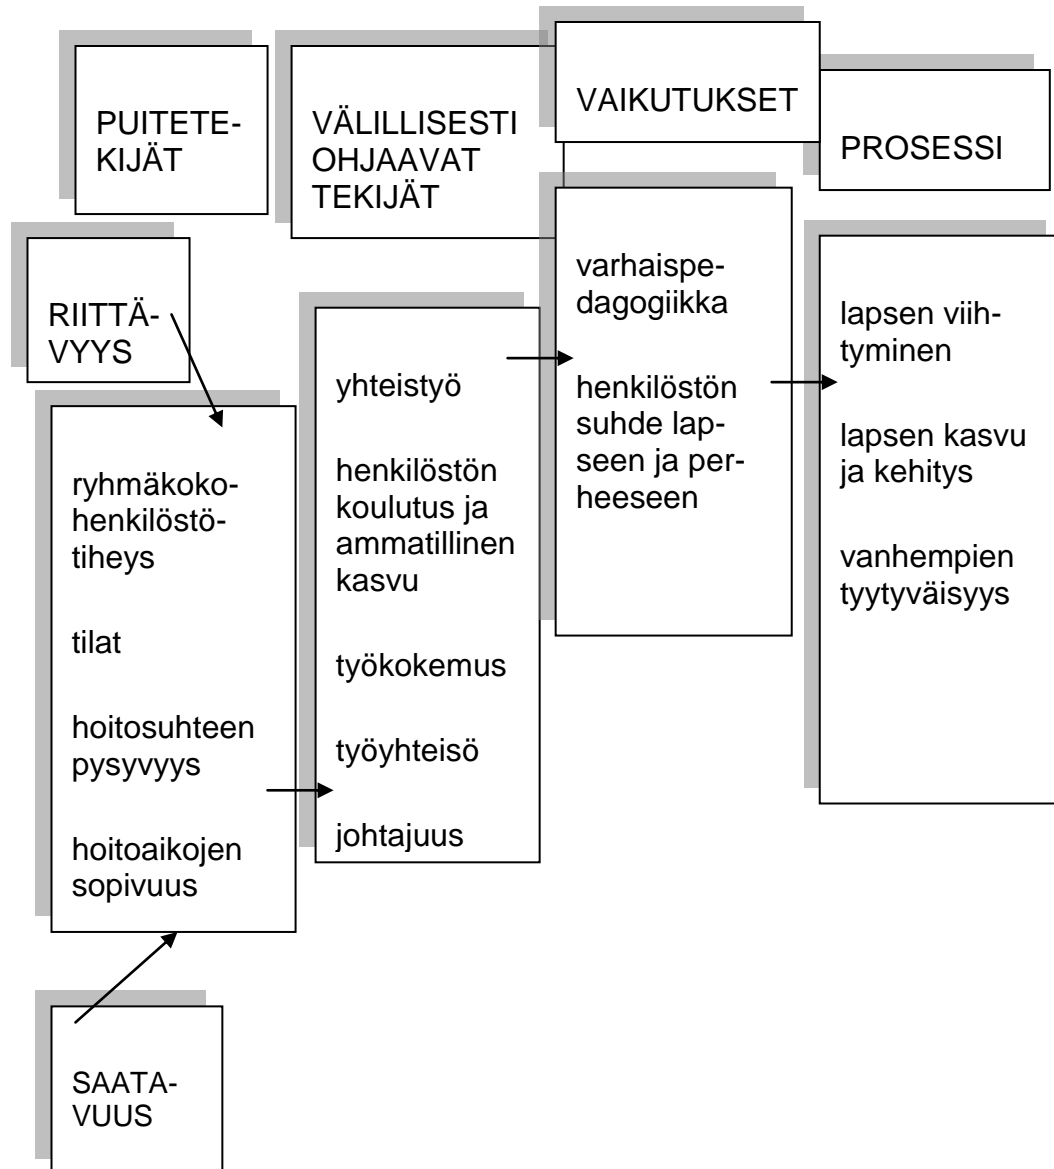 PUITETE-
KIJÄT
VÄLILLISESTI
OHJAAVAT
TEKIJÄT
VAIKUTUKSET
PROSESSI
RIITTÄ-
VYYS
ryhmäkoko-
henkilöstö-
tiheys
tilat
hoitosuhteen
pysyvyys
hoitoaikojen
sopivuus
SAATA-
VUUS
yhteistyö
henkilöstön
koulutus ja
ammatillinen
kasvu
työkokemus
työyhteisö
johtajuus
varhaispe-
dagogiikka
henkilöstön
suhde lap-
seen ja per-
heeseen
lapsen viih-
tyminen
lapsen kasvu
ja kehitys
vanhempien
tyytyväisyys